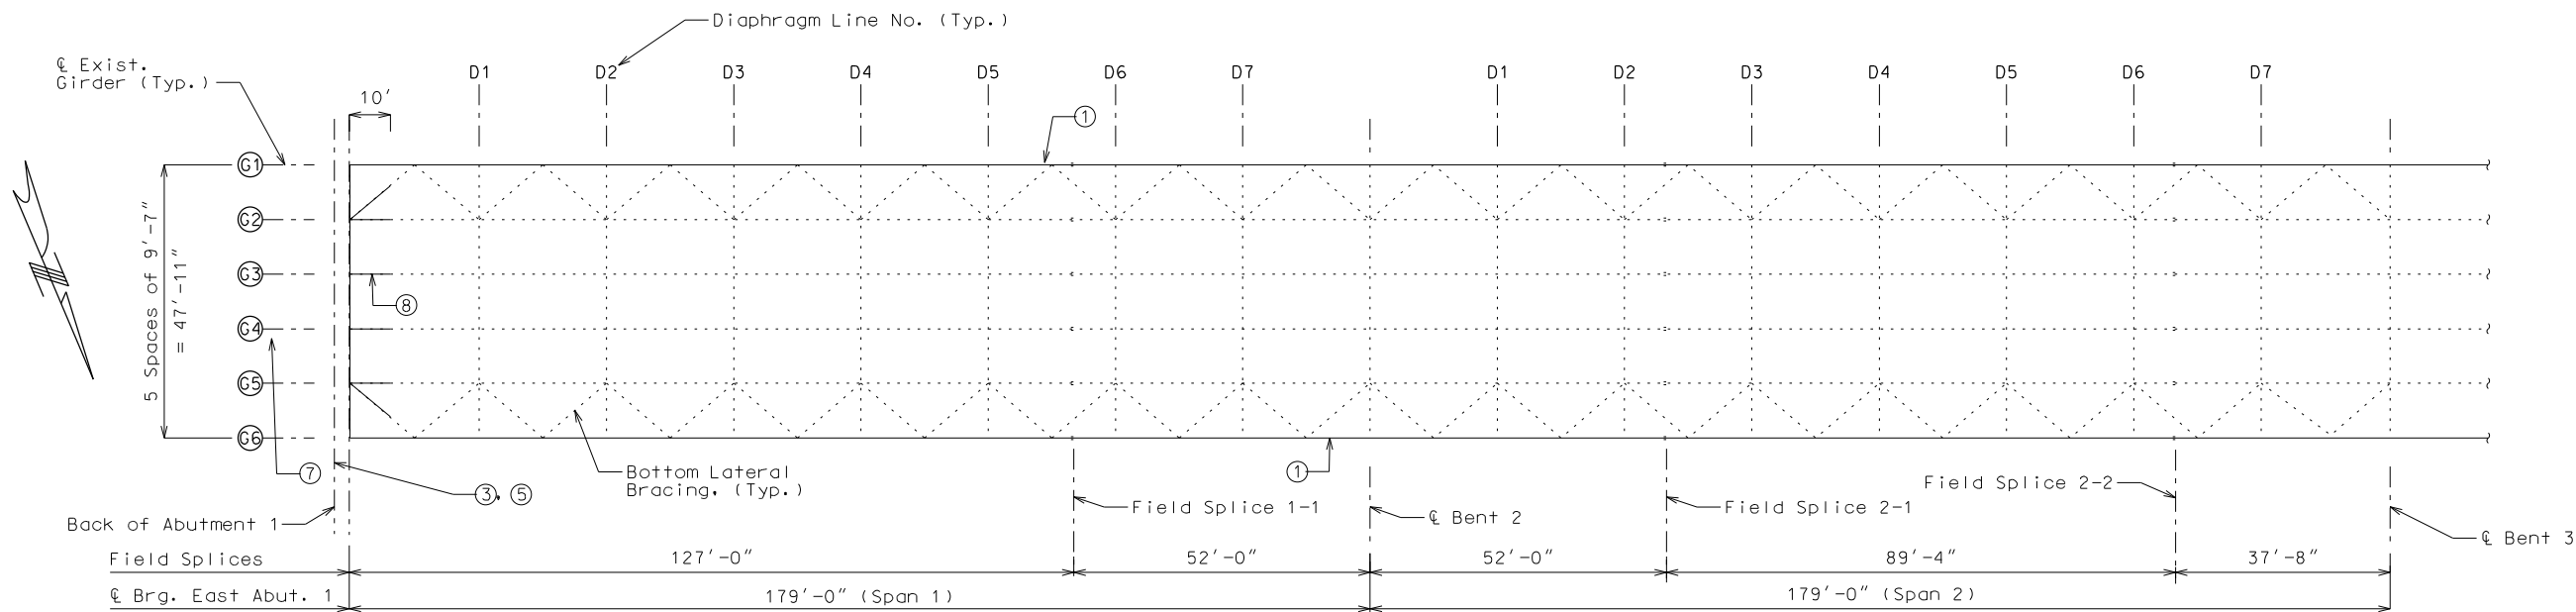 Diaphragm Line No. (Typ.)
℄ Exist.
Girder (Typ.)
D1 D2 D3 D4 D5 D6 D7 D1 D2 D3 D4 D5 D6 D7
10'
1
G1
G2
G3
G4
G5
G6
5 Spaces of 9'-7"
= 47'-11"
8
7
3, 5
Bottom Lateral
Bracing. (Typ.)
1
Back of Abutment 1
Field Splice 1-1
℄ Bent 2
Field Splice 2-1
Field Splice 2-2
℄ Bent 3
Field Splices 127'-0" 52'-0" 52'-0" 89'-4" 37'-8"
℄ Brg. East Abut. 1 179'-0" (Span 1) 179'-0" (Span 2)